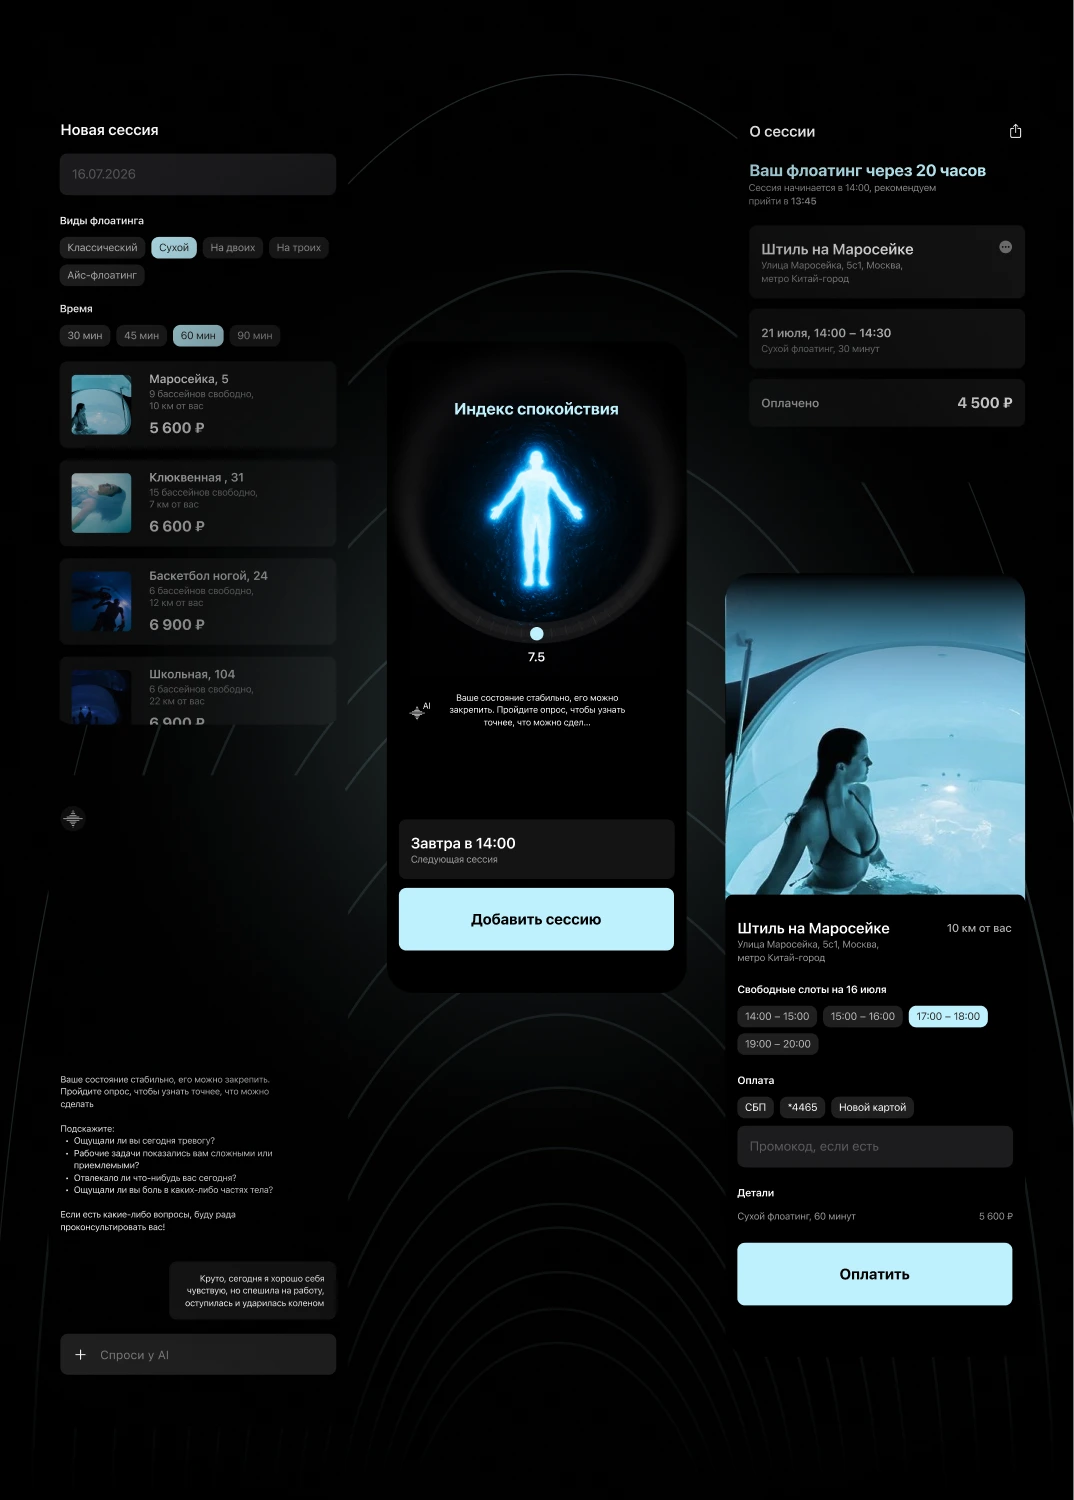 Новая сессия
16.07.2026
Виды флоатинга
Классический
Сухой
На двоих
На троих
Айс-флоатинг
Время
30 мин
45 мин
60 мин
90 мин
Маросейка, 5
9 бассейнов свободно,
10 км от вас
5 600 ₽
Клюквенная , 31
15 бассейнов свободно,
7 км от вас
6 600 ₽
Баскетбол ногой, 24
6 бассейнов свободно,
12 км от вас
6 900 ₽
Школьная, 104
6 бассейнов свободно,
22 км от вас
6 900 ₽
Ваше состояние стабильно, его можно закрепить.
Пройдите опрос, чтобы узнать точнее, что можно
сделать
Подскажите:
• Ощущали ли вы сегодня тревогу?
• Рабочие задачи показались вам сложными или
приемлемыми?
• Отвлекало ли что-нибудь вас сегодня?
• Ощущали ли вы боль в каких-либо частях тела?
Если есть какие-либо вопросы, буду рада
проконсультировать вас!
Круто, сегодня я хорошо себя
чувствую, но спешила на работу,
оступилась и ударилась коленом
Спроси у AI
Индекс спокойствия
7.5
AI
Ваше состояние стабильно, его можно
закрепить. Пройдите опрос, чтобы узнать
точнее, что можно сдел...
Завтра в 14:00
Следующая сессия
Добавить сессию
О сессии
Ваш флоатинг через 20 часов
Сессия начинается в 14:00, рекомендуем
прийти в 13:45
Штиль на Маросейке
Улица Маросейка, 5с1, Москва,
метро Китай-город
21 июля, 14:00 – 14:30
Сухой флоатинг, 30 минут
Оплачено
4 500 ₽
Штиль на Маросейке
10 км от вас
Улица Маросейка, 5с1, Москва,
метро Китай-город
Свободные слоты на 16 июля
14:00 – 15:00
15:00 – 16:00
17:00 – 18:00
19:00 – 20:00
Оплата
СБП
*4465
Новой картой
Промокод, если есть
Детали
Сухой флоатинг, 60 минут
5 600 ₽
Оплатить